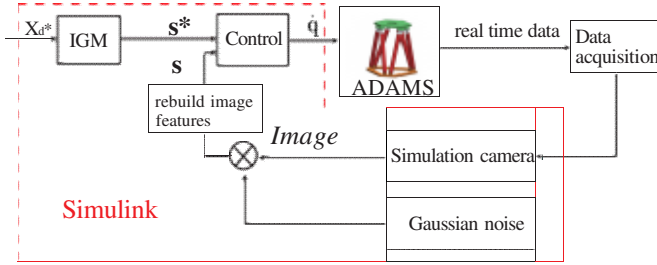 Xd*
IGM
s*
Control
q̇
ADAMS
real time data
Data
acquisition
s
rebuild image
features
Image
Simulation camera
Gaussian noise
Simulink